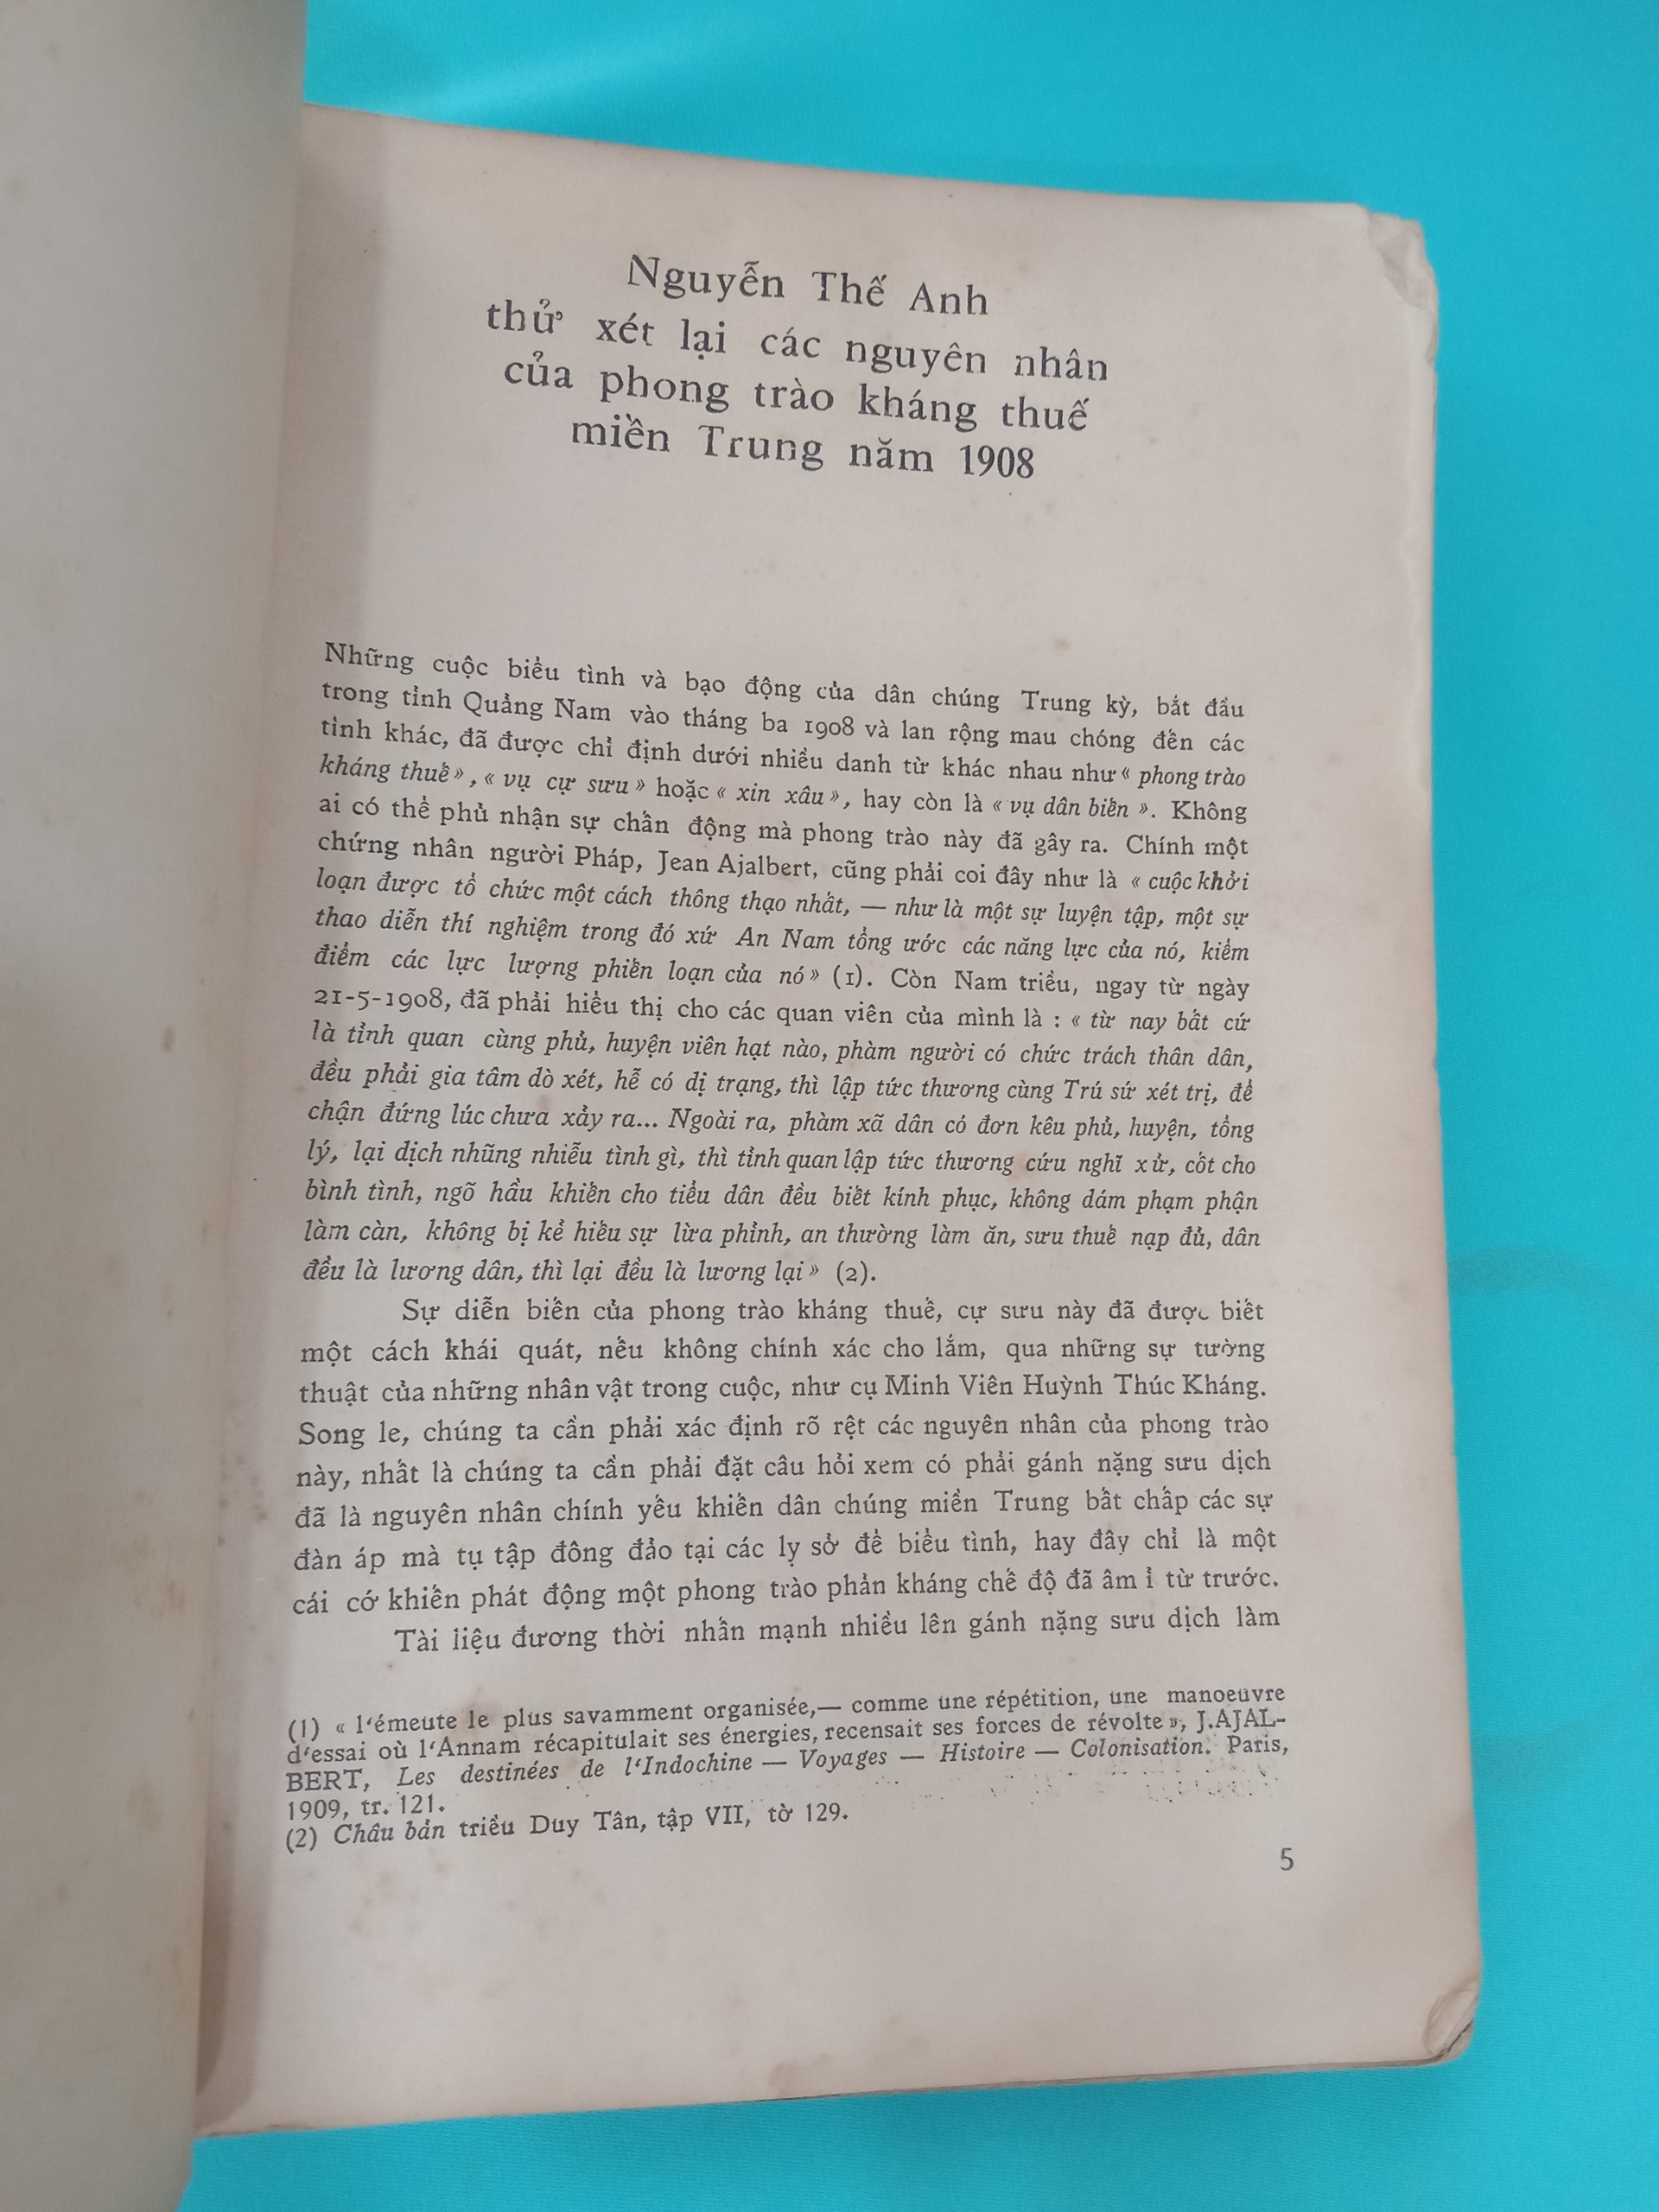 Nguyễn Thế Anh
thử xét lại các nguyên nhân
của phong trào kháng thuế
miền Trung năm 1908
Những cuộc biểu tình và bạo động của dân chúng Trung kỳ, bắt đầu
trong tỉnh Quảng Nam vào tháng ba 1908 và lan rộng mau chóng đến các
tỉnh khác, đã được chỉ định dưới nhiều danh từ khác nhau như « phong trào
kháng thuế », « vụ cự sưu » hoặc « xin xâu », hay còn là « vụ dân biến ». Không
ai có thể phủ nhận sự chấn động mà phong trào này đã gây ra. Chính một
chứng nhân người Pháp, Jean Ajalbert, cũng phải coi đây như là « cuộc khởi
loạn được tổ chức một cách thông thạo nhất, — như là một sự luyện tập, một sự
thao diễn thí nghiệm trong đó xứ An Nam tổng ước các năng lực của nó, kiểm
điểm các lực lượng phiến loạn của nó » (1). Còn Nam triều, ngay từ ngày
21-5-1908, đã phải hiểu thị cho các quan viên của mình là : « từ nay bất cứ
là tỉnh quan cùng phủ, huyện viên hạt nào, phàm người có chức trách thân dân,
đều phải gia tâm dò xét, hễ có dị trạng, thì lập tức thương cùng Trú sứ xét trị, để
chận đứng lúc chưa xảy ra... Ngoài ra, phàm xã dân có đơn kêu phủ, huyện, tổng
lý, lại dịch nhũng nhiễu tình gì, thì tỉnh quan lập tức thương cứu nghĩ xử, cốt cho
bình tình, ngõ hầu khiến cho tiểu dân đều biết kính phục, không dám phạm phận
làm càn, không bị kẻ hiếu sự lừa phỉnh, an thường làm ăn, sưu thuế nạp đủ, dân
đều là lương dân, thì lại đều là lương lại » (2).
Sự diễn biến của phong trào kháng thuế, cự sưu này đã được biết
một cách khái quát, nếu không chính xác cho lắm, qua những sự tường
thuật của những nhân vật trong cuộc, như cụ Minh Viên Huỳnh Thúc Kháng.
Song le, chúng ta cần phải xác định rõ rệt các nguyên nhân của phong trào
này, nhất là chúng ta cần phải đặt câu hỏi xem có phải gánh nặng sưu dịch
đã là nguyên nhân chính yếu khiến dân chúng miền Trung bất chấp các sự
đàn áp mà tụ tập đông đảo tại các lỵ sở để biểu tình, hay đây chỉ là một
cái cớ khiến phát động một phong trào phản kháng chế độ đã âm ỉ từ trước.
Tài liệu đương thời nhấn mạnh nhiều lên gánh nặng sưu dịch làm
(1) « l‘émeute le plus savamment organisée,— comme une répétition, une manoeuvre
d‘essai où l‘Annam récapitulait ses énergies, recensait ses forces de révolte », J.AJAL-
BERT, Les destinées de l‘Indochine — Voyages — Histoire — Colonisation. Paris,
1909, tr. 121.
(2) Châu bản triều Duy Tân, tập VII, tờ 129.
5